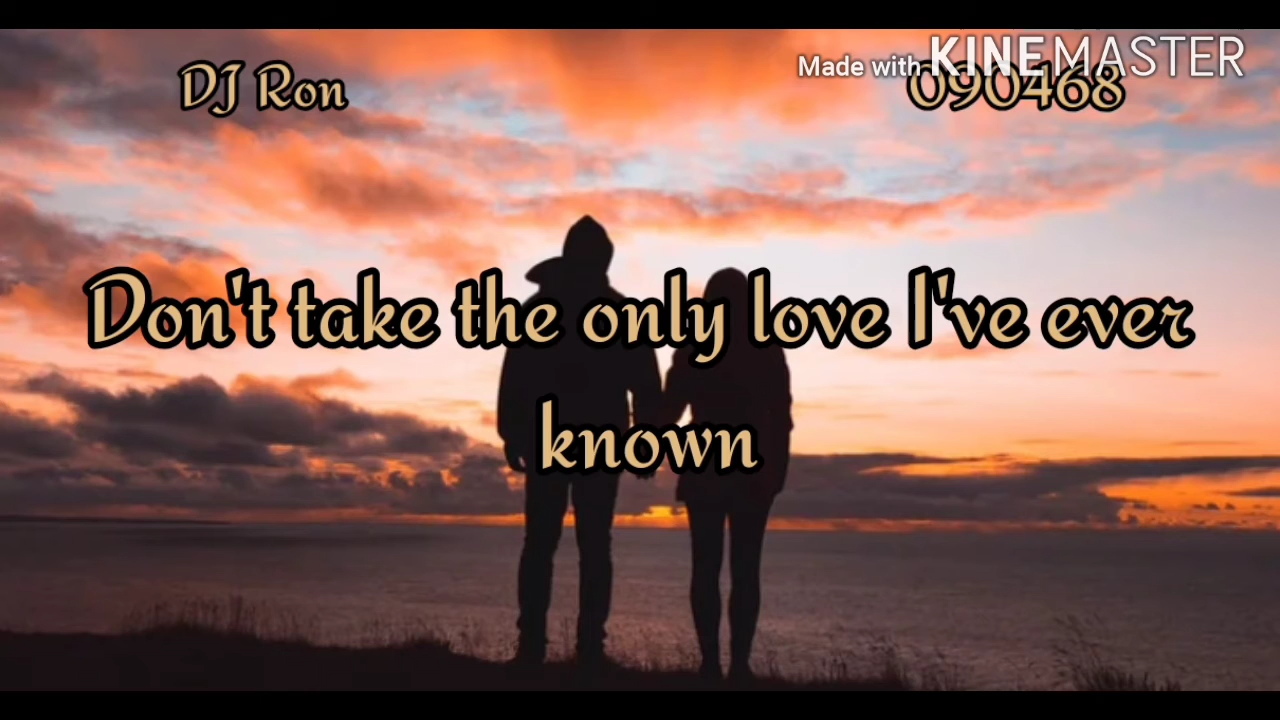 DJ Ron
Made with KINEMASTER
090468
Don't take the only love I've ever
known